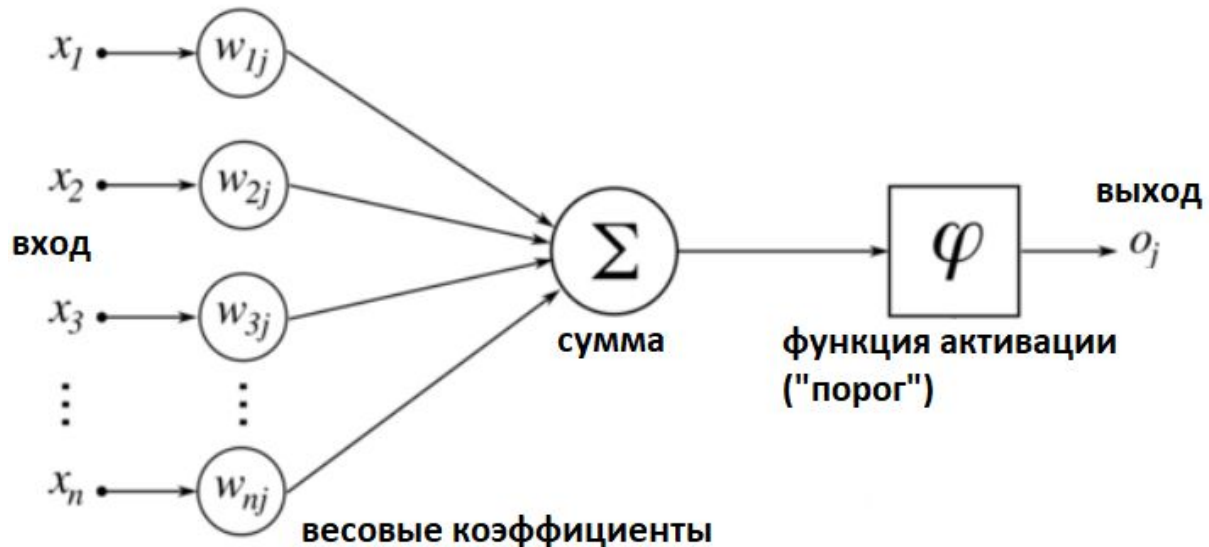 x₁ w₁ⱼ
x₂ w₂ⱼ
вход
Σ
φ
выход
oⱼ
x₃ w₃ⱼ
сумма
функция активации
("порог")
⋮ ⋮
xₙ wₙⱼ
весовые коэффициенты